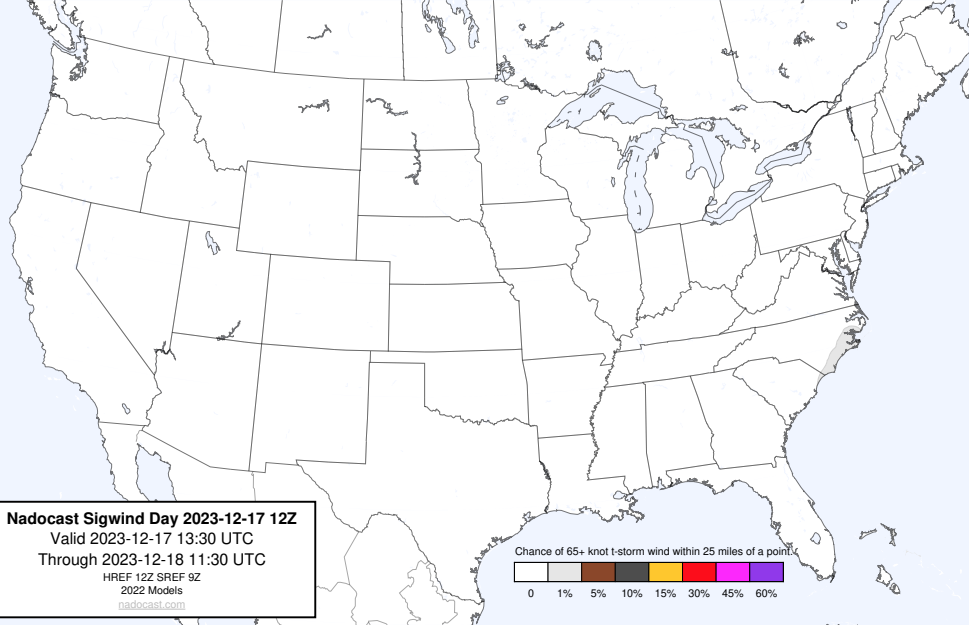 Nadocast Sigwind Day 2023-12-17 12Z
Valid 2023-12-17 13:30 UTC
Through 2023-12-18 11:30 UTC
HREF 12Z SREF 9Z
2022 Models
nadocast.com
Chance of 65+ knot t-storm wind within 25 miles of a point.
0 1% 5% 10% 15% 30% 45% 60%